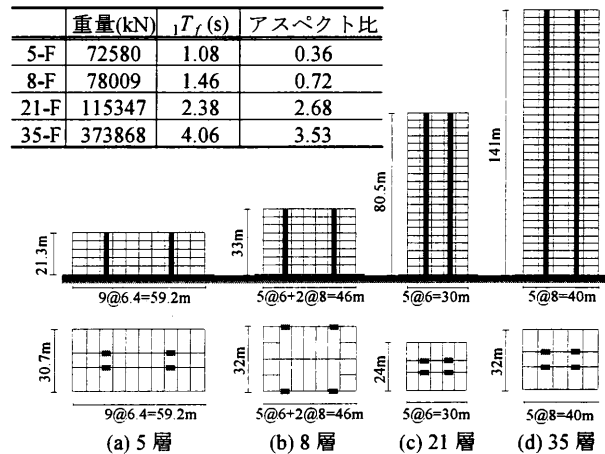 重量(kN) ₁T_f (s) アスペクト比
5-F 72580 1.08 0.36
8-F 78009 1.46 0.72
21-F 115347 2.38 2.68
35-F 373868 4.06 3.53
21.3m
33m
80.5m
141m
9@6.4=59.2m
5@6+2@8=46m
5@6=30m
5@8=40m
30.7m
32m
24m
32m
9@6.4=59.2m
5@6+2@8=46m
5@6=30m
5@8=40m
(a) 5 層
(b) 8 層
(c) 21 層
(d) 35 層